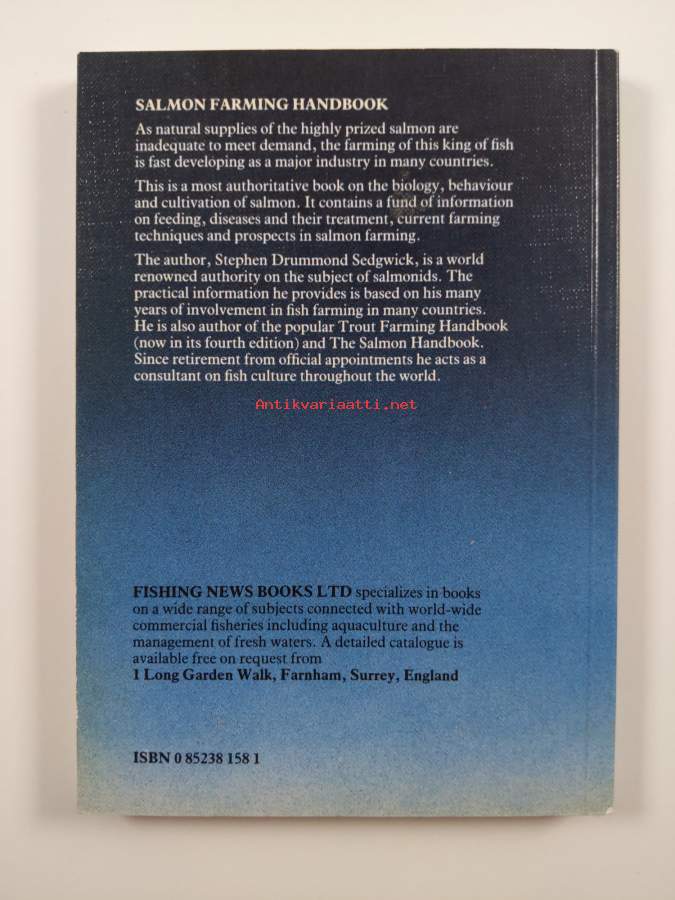 SALMON FARMING HANDBOOK
As natural supplies of the highly prized salmon are
inadequate to meet demand, the farming of this king of fish
is fast developing as a major industry in many countries.
This is a most authoritative book on the biology, behaviour
and cultivation of salmon. It contains a fund of information
on feeding, diseases and their treatment, current farming
techniques and prospects in salmon farming.
The author, Stephen Drummond Sedgwick, is a world
renowned authority on the subject of salmonids. The
practical information he provides is based on his many
years of involvement in fish farming in many countries.
He is also author of the popular Trout Farming Handbook
(now in its fourth edition) and The Salmon Handbook.
Since retirement from official appointments he acts as a
consultant on fish culture throughout the world.
Antikvariaatti.net
FISHING NEWS BOOKS LTD specializes in books
on a wide range of subjects connected with world-wide
commercial fisheries including aquaculture and the
management of fresh waters. A detailed catalogue is
available free on request from
1 Long Garden Walk, Farnham, Surrey, England
ISBN 0 85238 158 1